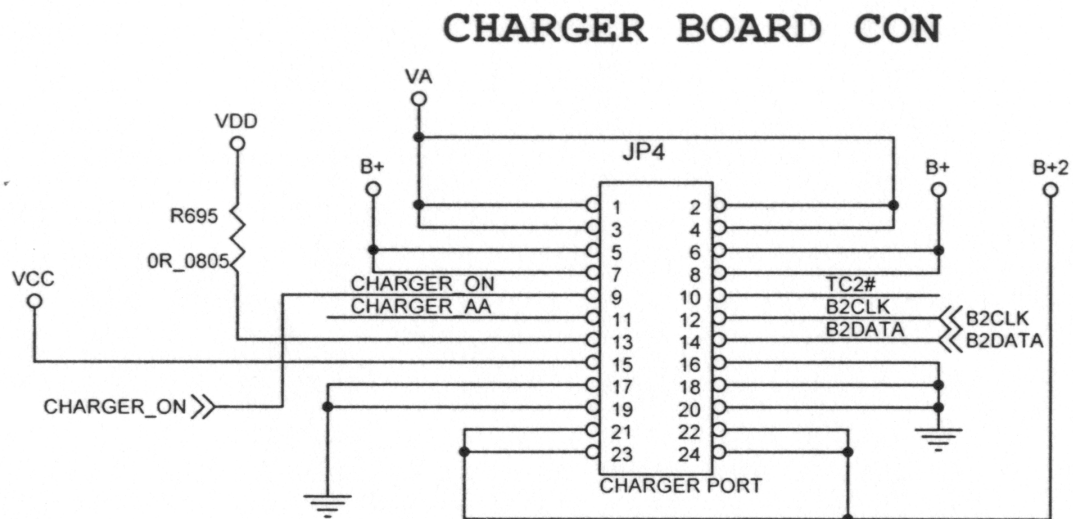 CHARGER BOARD CON
VA
VDD
JP4
B+
B+
B+2
R695
0R_0805
VCC
1 2
3 4
5 6
7 8
CHARGER_ON 9 10 TC2#
CHARGER_AA 11 12 B2CLK B2CLK
13 14 B2DATA B2DATA
15 16
17 18
CHARGER_ON 19 20
21 22
23 24
CHARGER PORT